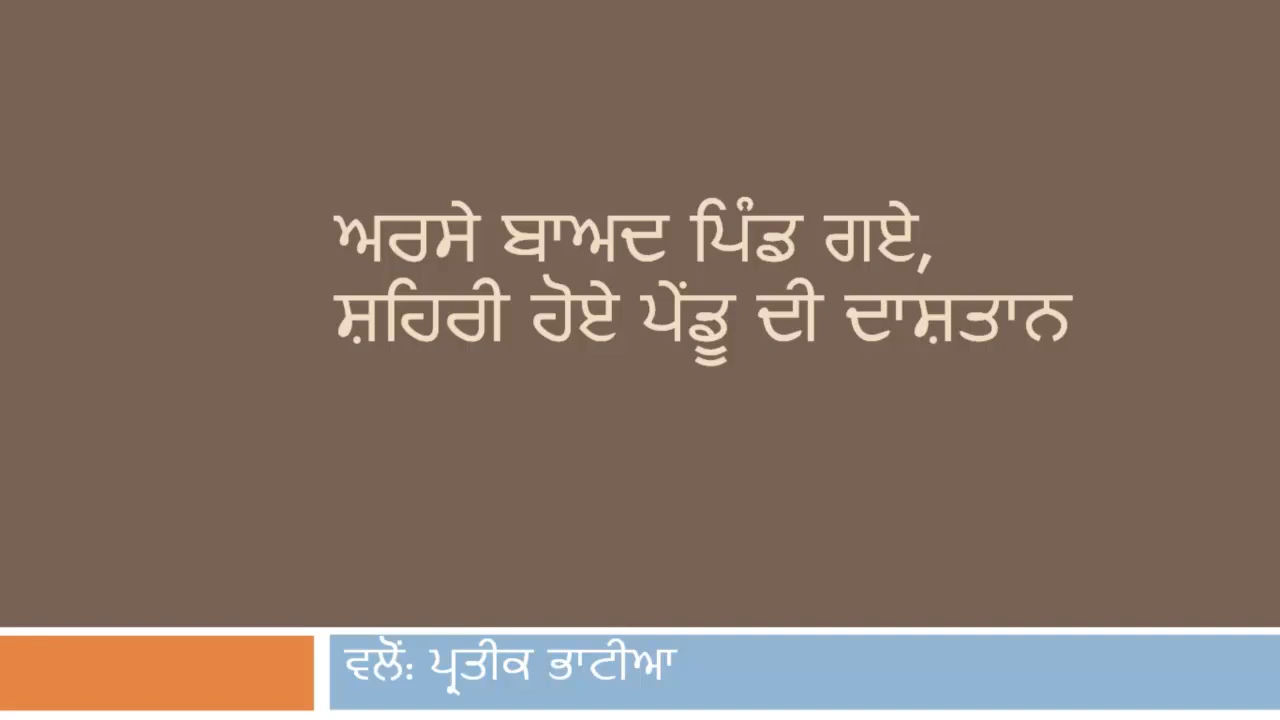 ਅਰਸੇ ਬਾਅਦ ਪਿੰਡ ਗਏ,
ਸ਼ਹਿਰੀ ਹੋਏ ਪੇਂਡੂ ਦੀ ਦਾਸ਼ਤਾਨ
ਵਲੋਂ: ਪ੍ਰਤੀਕ ਭਾਟੀਆ